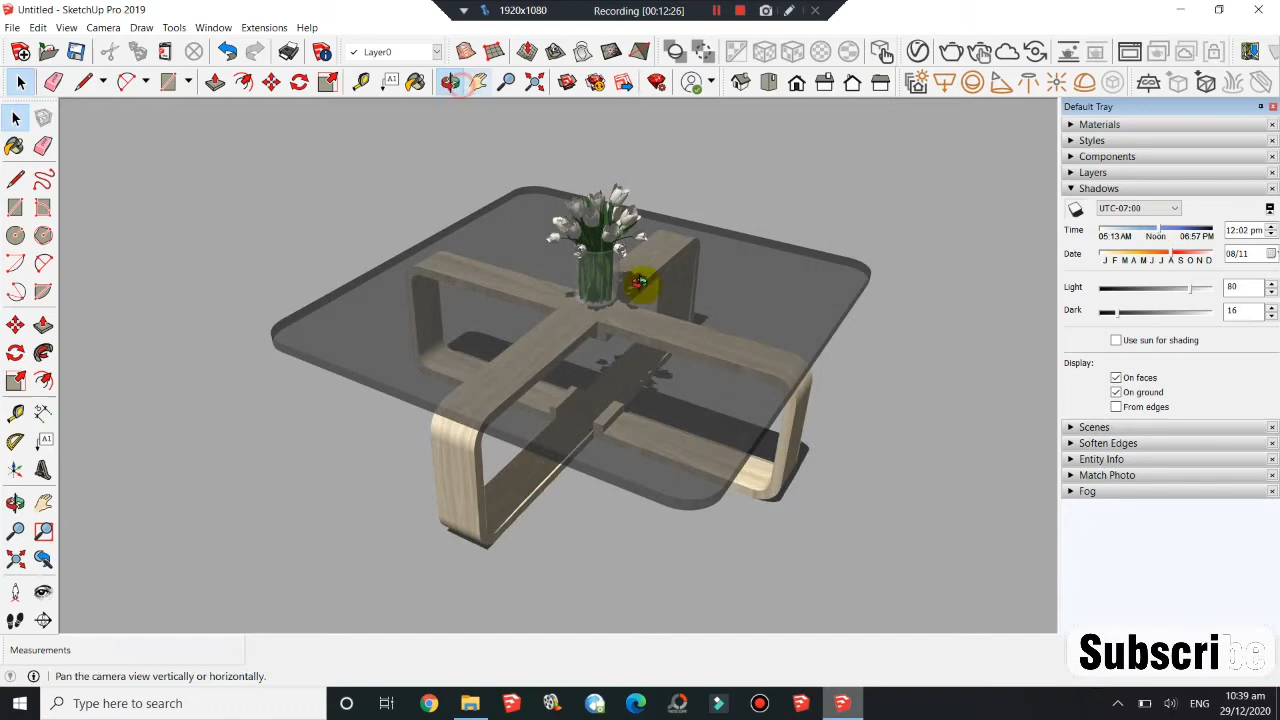 Untitled - SketchUp Pro 2019
1920x1080
Recording [00:12:26]
File
Edit
View
Camera
Draw
Tools
Window
Extensions
Help
Layer0
Default Tray
Materials
Styles
Components
Layers
Shadows
UTC-07:00
Time
05:13 AM
Noon
06:57 PM
12:02 pm
Date
J F M A M J J A S O N D
08/11
Light
80
Dark
16
Use sun for shading
Display:
On faces
On ground
From edges
Scenes
Soften Edges
Entity Info
Match Photo
Fog
Measurements
Subscribe
Pan the camera view vertically or horizontally.
Type here to search
ENG
10:39 am
29/12/2020